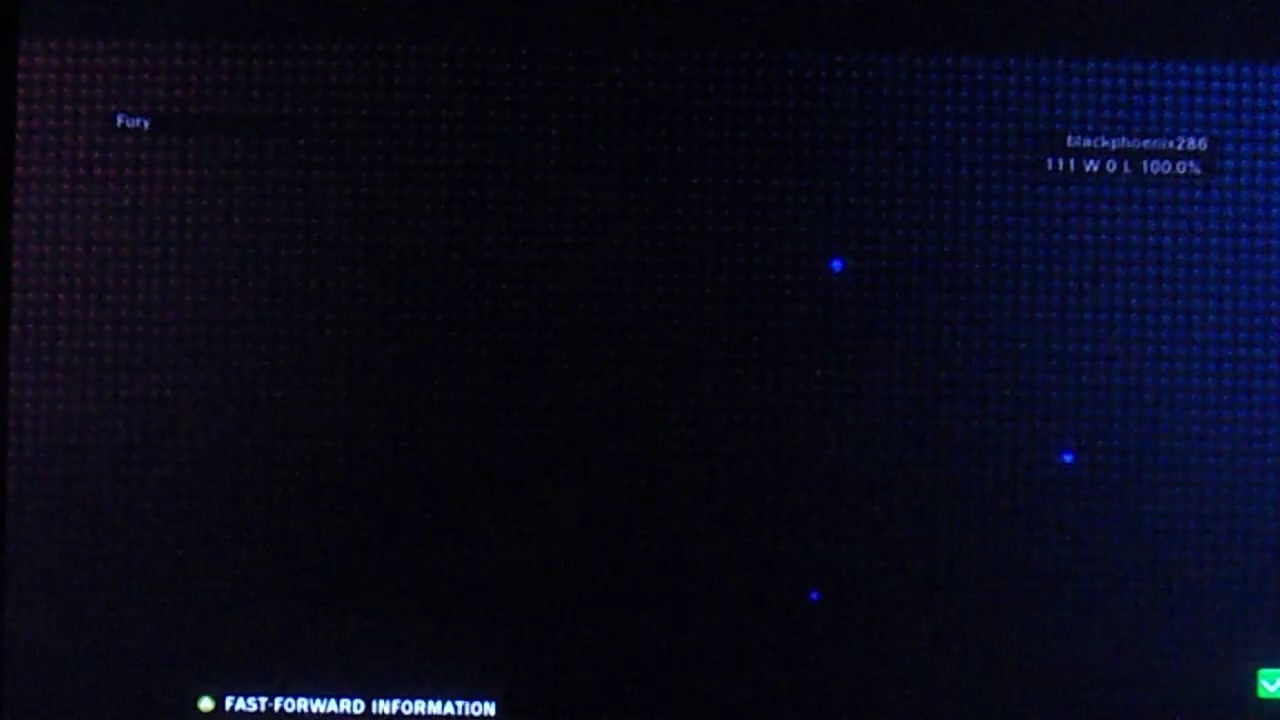 Fury
blackphoenix286
111 W 0 L 100.0%
FAST-FORWARD INFORMATION